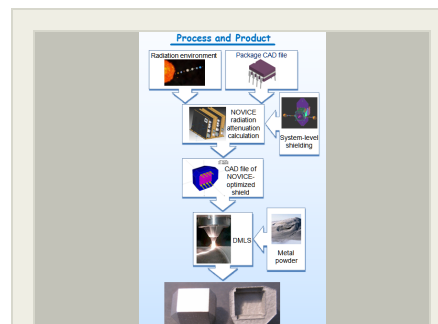 Process and Product
Radiation environment
Package CAD file
NOVICE
radiation
attenuation
calculation
System-level
shielding
CAD file of
NOVICE-
optimized
shield
DMLS
Metal
powder